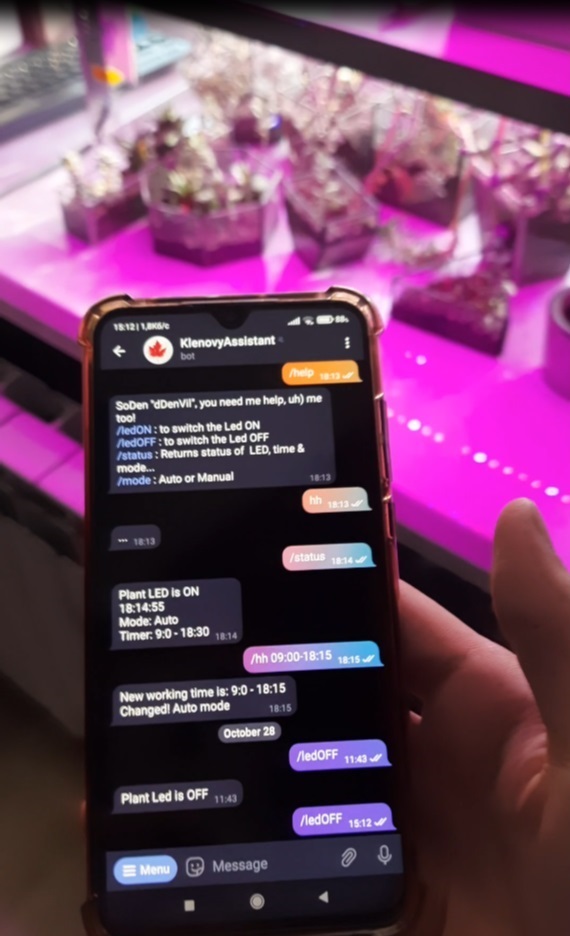 18:12 | 1,8KB/c
88%
KlenovyAssistant
bot
/help 18:13
SoDen "dDenVil", you need me help, uh) me
too!
/ledON : to switch the Led ON
/ledOFF : to switch the Led OFF
/status : Returns status of LED, time &
mode...
/mode : Auto or Manual 18:13
hh 18:13
... 18:13
/status 18:14
Plant LED is ON
18:14:55
Mode: Auto
Timer: 9:0 - 18:30 18:14
/hh 09:00-18:15 18:15
New working time is: 9:0 - 18:15
Changed! Auto mode 18:15
October 28
/ledOFF 11:43
Plant Led is OFF 11:43
/ledOFF 15:12
Menu
Message